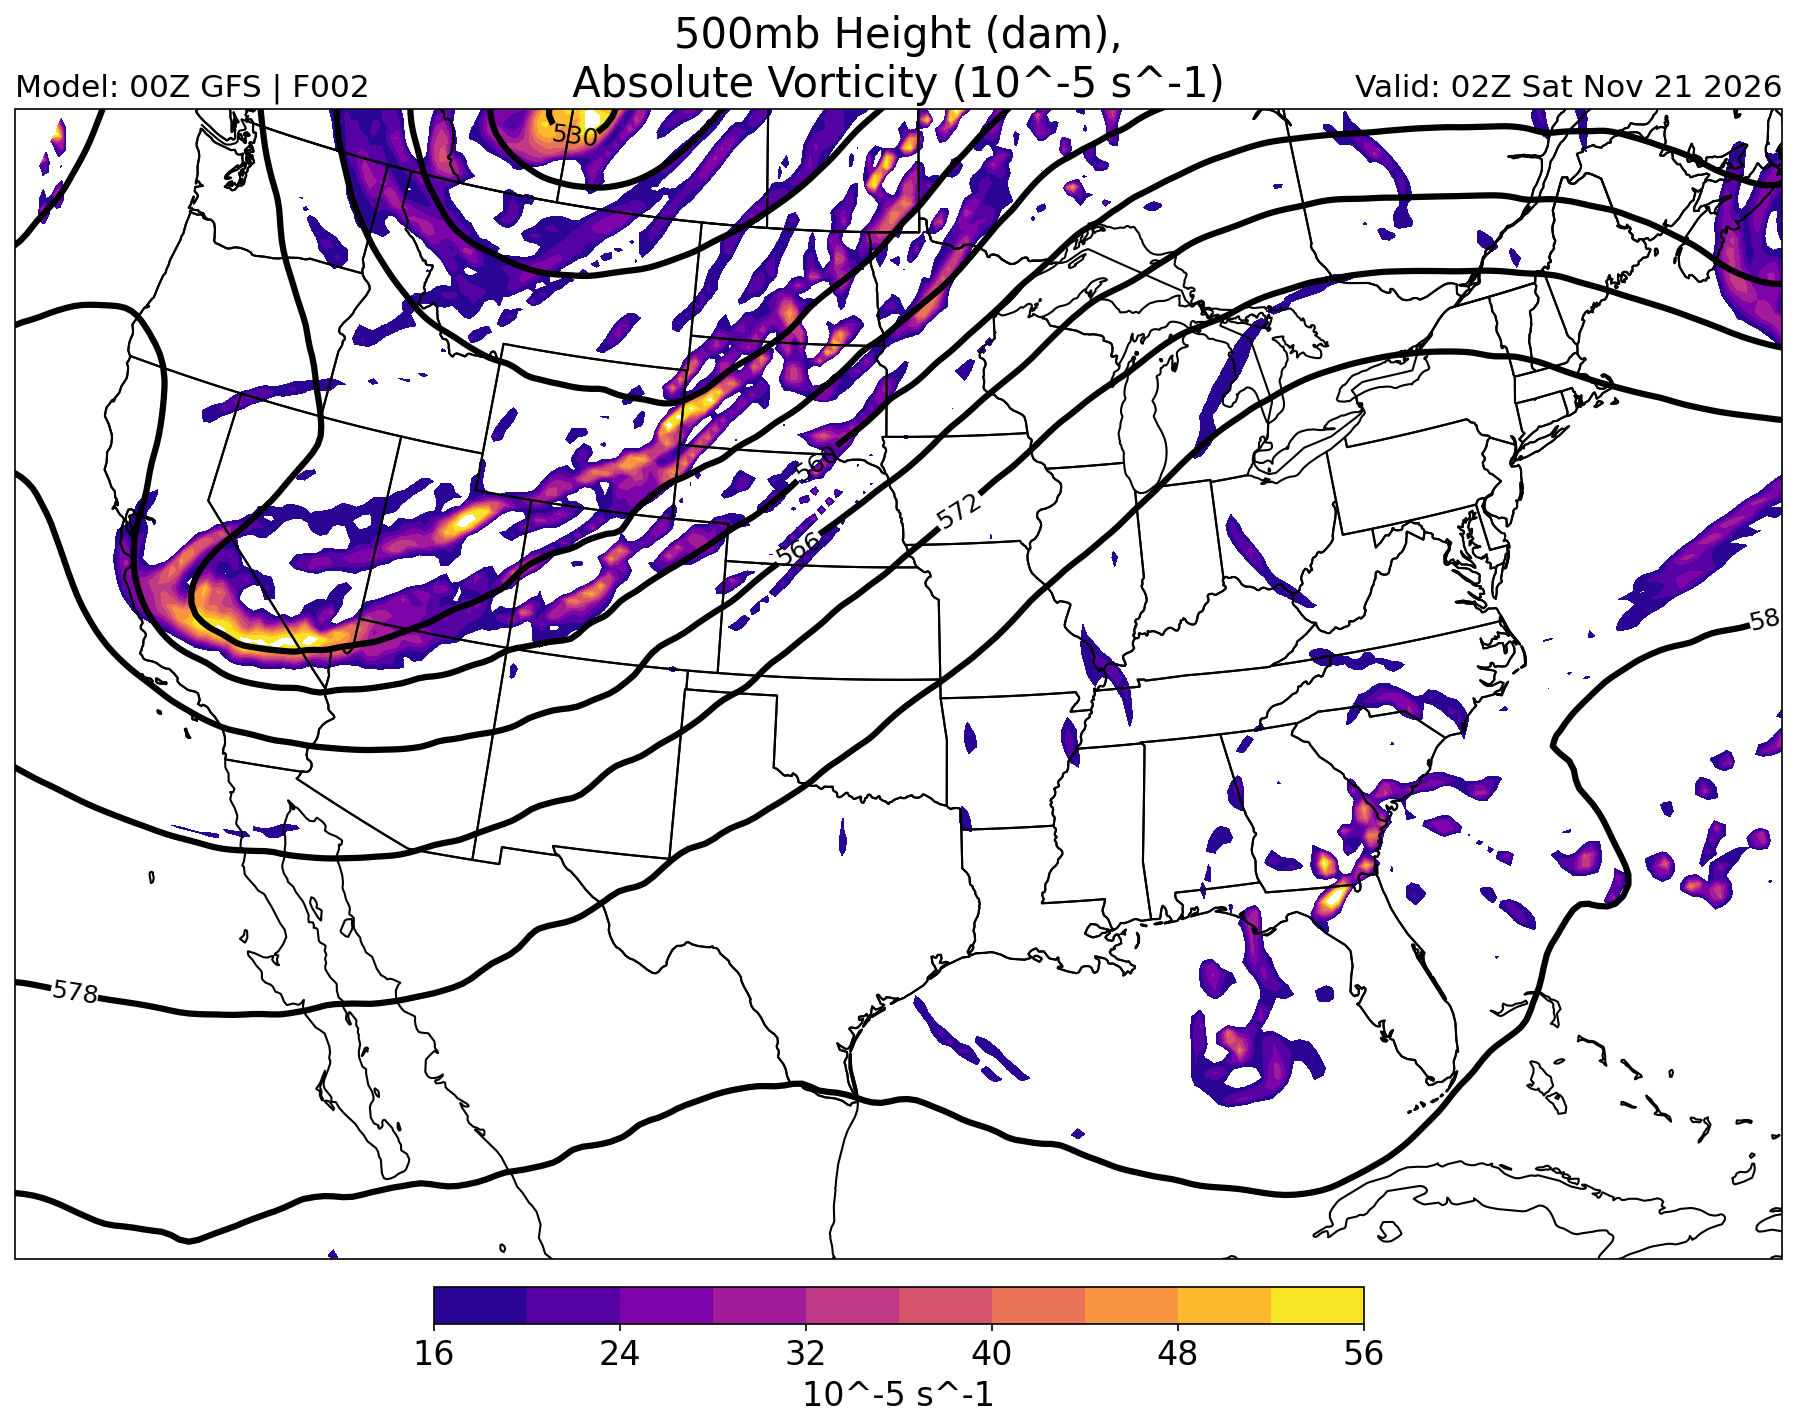 500mb Height (dam),
Absolute Vorticity (10^-5 s^-1)
Model: 00Z GFS | F002
Valid: 02Z Sat Nov 21 2026
530
560
566
572
58
578
16 24 32 40 48 56
10^-5 s^-1